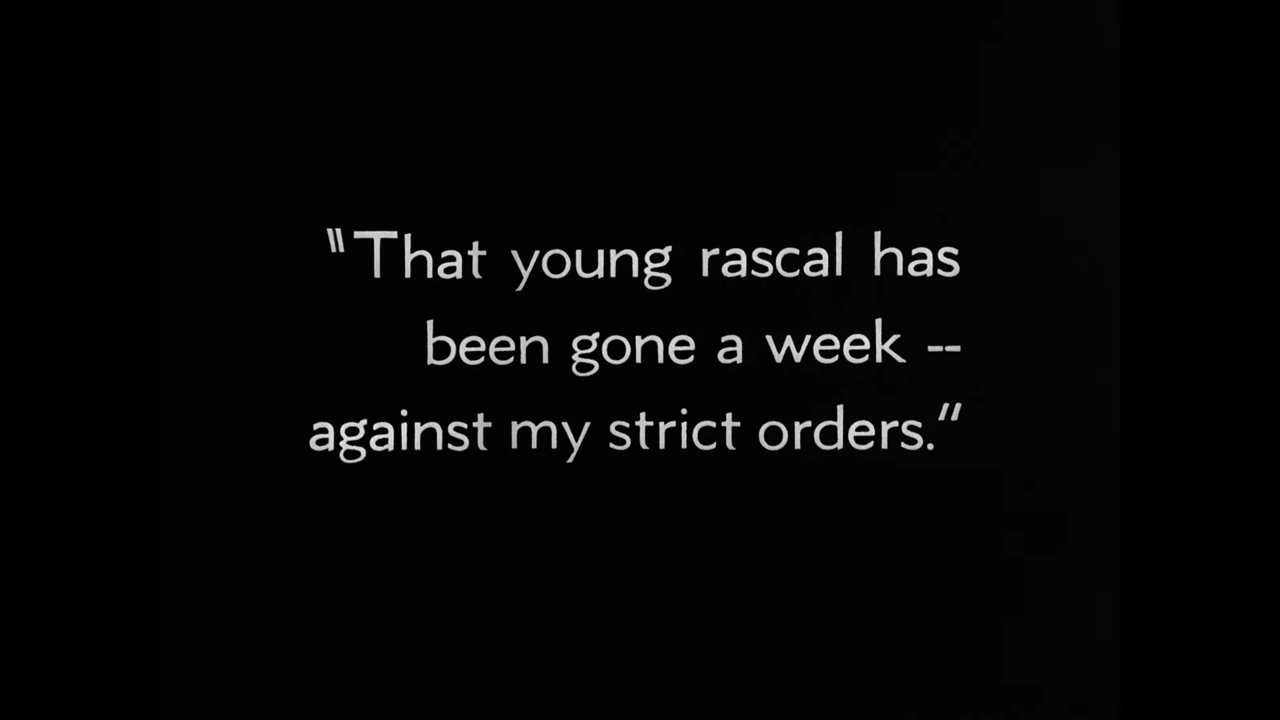 "That young rascal has
been gone a week --
against my strict orders."